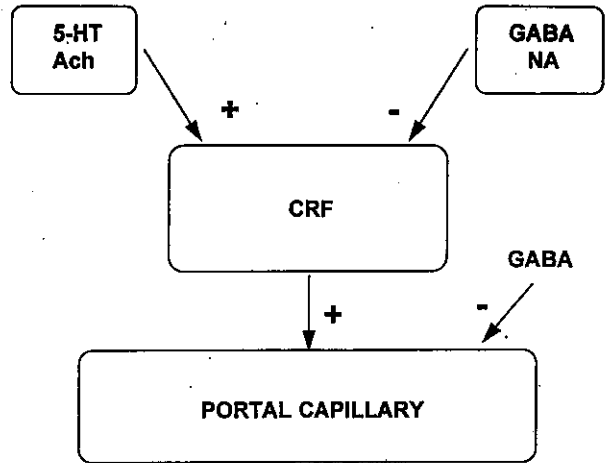 5-HT
Ach
GABA
NA
+
-
CRF
GABA
+
-
PORTAL CAPILLARY